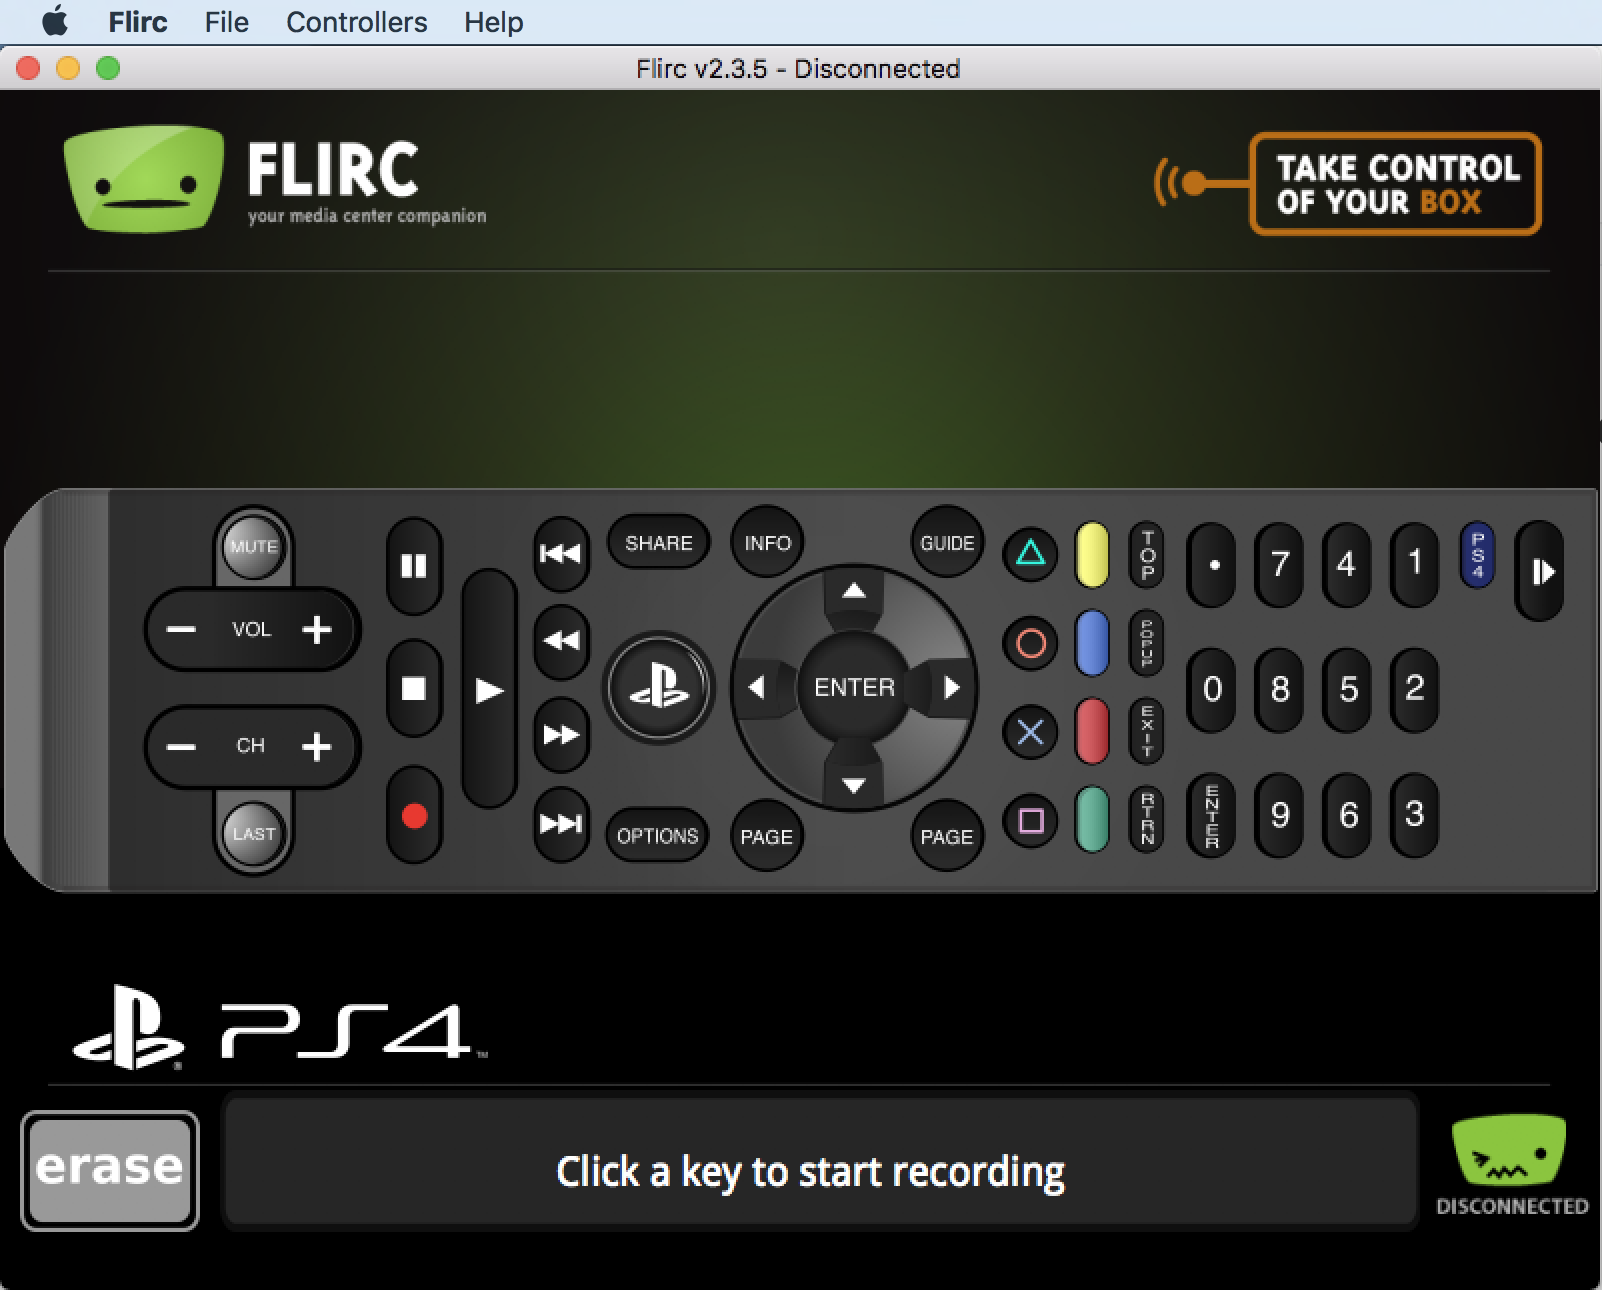 Flirc File Controllers Help
Flirc v2.3.5 - Disconnected
FLIRC
your media center companion
TAKE CONTROL
OF YOUR BOX
MUTE
SHARE
INFO
GUIDE
TOP
7
4
1
PS4
VOL
POPUP
ENTER
0
8
5
2
CH
EXIT
LAST
OPTIONS
PAGE
PAGE
RTRN
ENTER
9
6
3
PS4™
erase
Click a key to start recording
DISCONNECTED